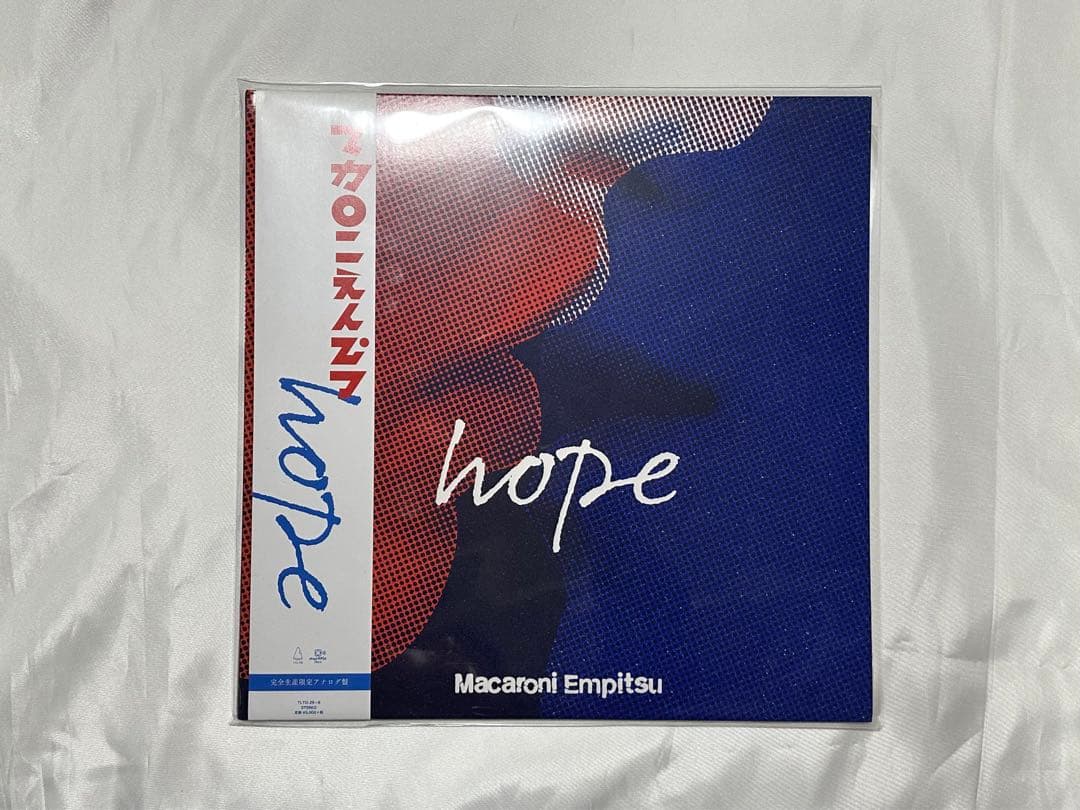 マカロニえんぴつ
hope
完全生産限定アナログ盤
STEREO
hope
Macaroni Empitsu